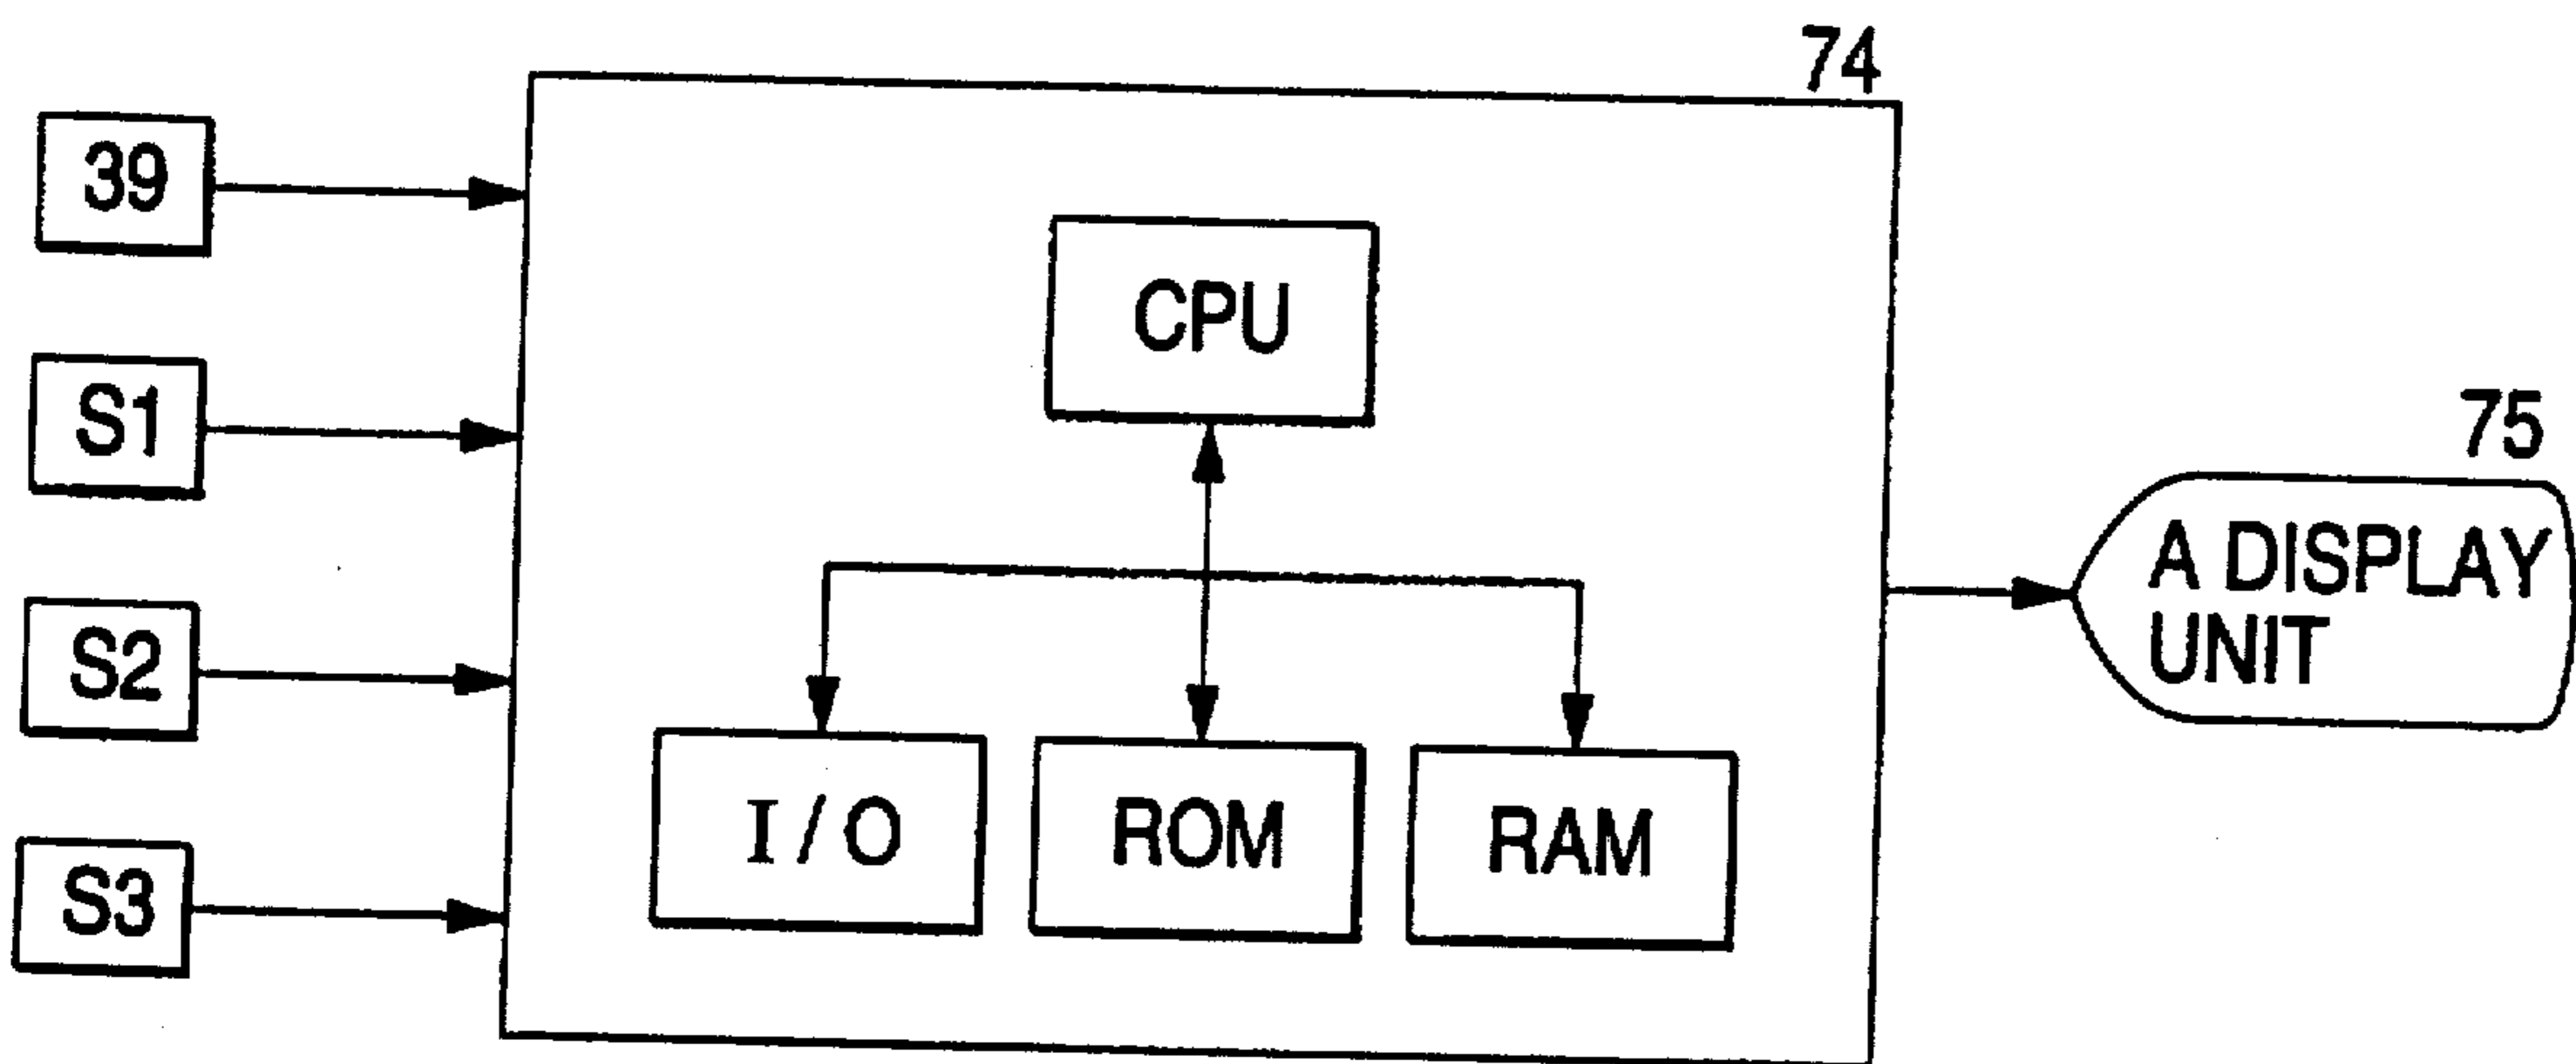 74
39
CPU
S1
75
A DISPLAY
UNIT
S2
I / O
ROM
RAM
S3